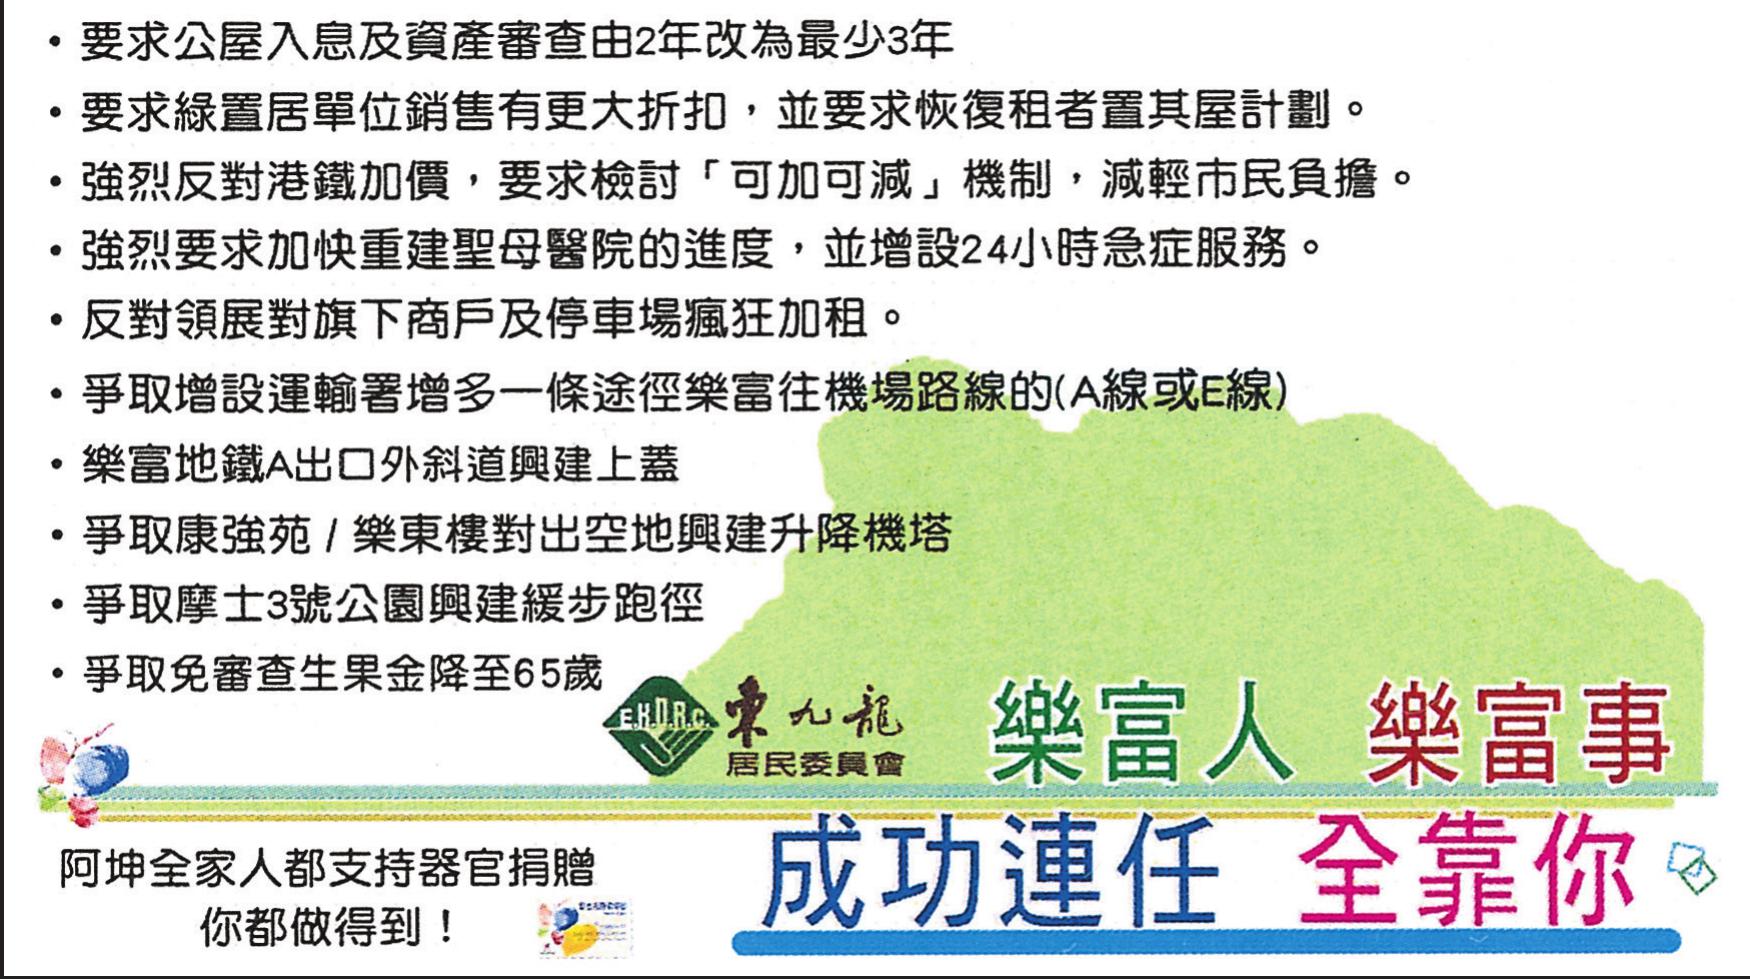 • 要求公屋入息及資產審查由2年改為最少3年
• 要求綠置居單位銷售有更大折扣，並要求恢復租者置其屋計劃。
• 強烈反對港鐵加價，要求檢討「可加可減」機制，減輕市民負擔。
• 強烈要求加快重建聖母醫院的進度，並增設24小時急症服務。
• 反對領展對旗下商戶及停車場瘋狂加租。
• 爭取增設運輸署增多一條途徑樂富往機場路線的(A線或E線)
• 樂富地鐵A出口外斜道興建上蓋
• 爭取康強苑 / 樂東樓對出空地興建升降機塔
• 爭取摩士3號公園興建緩步跑徑
• 爭取免審查生果金降至65歲
E.K.D.R.C.
東九龍
居民委員會
樂富人 樂富事
成功連任 全靠你
阿坤全家人都支持器官捐贈
你都做得到！